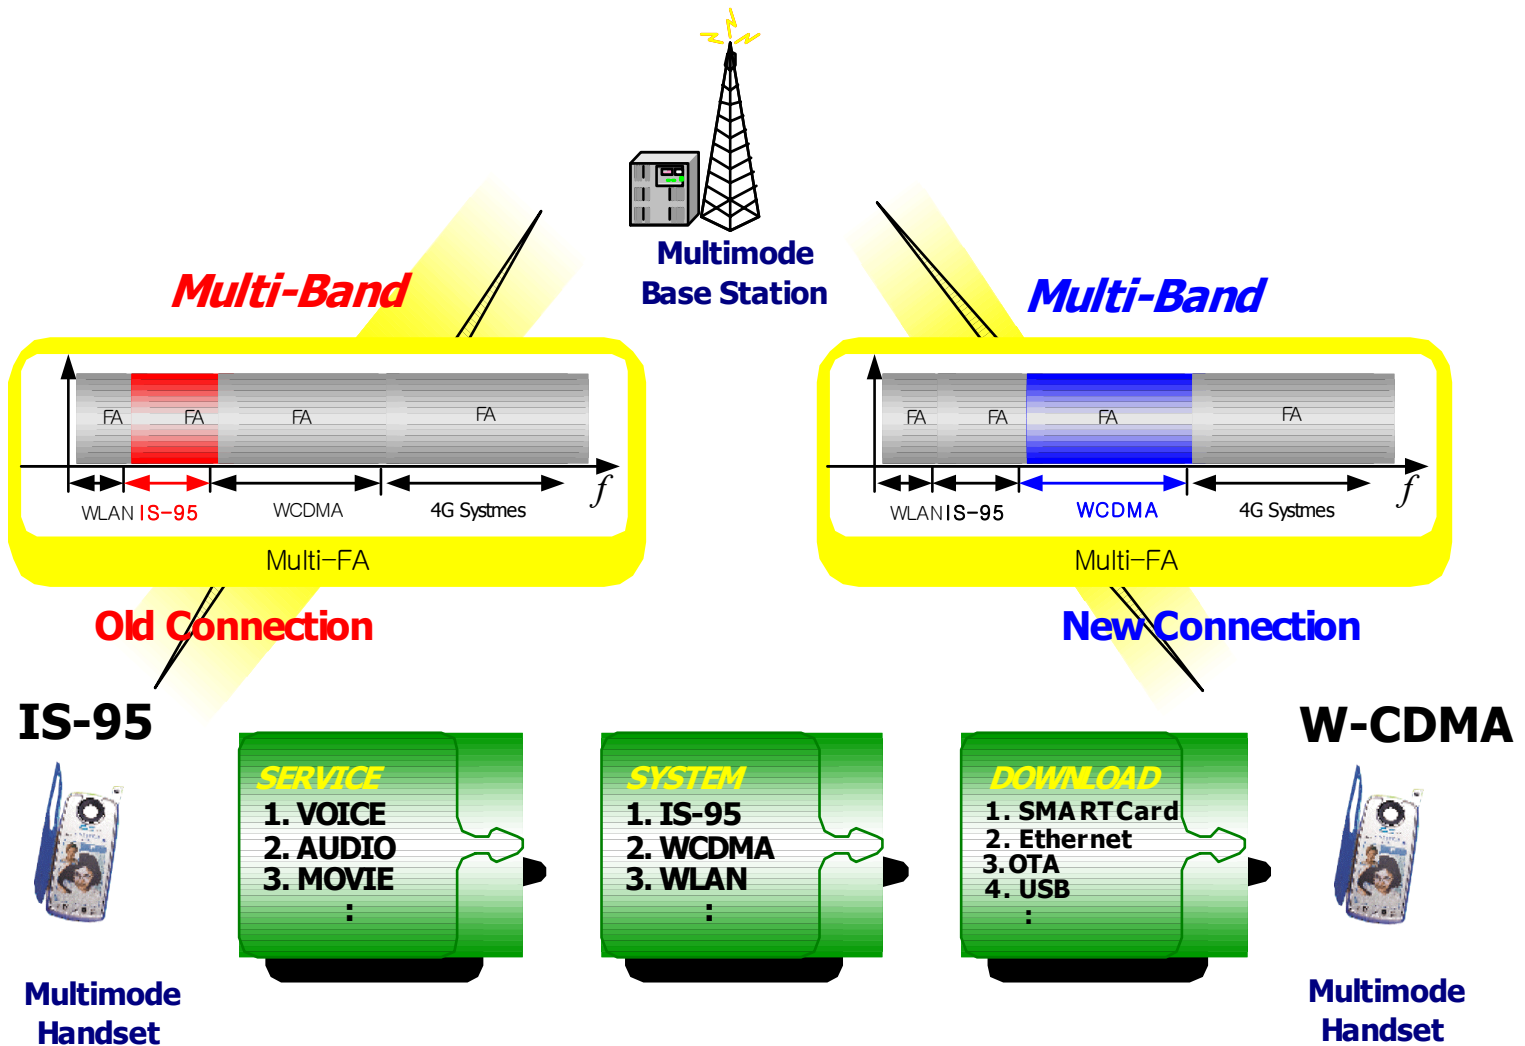 Multimode
Base Station
Multi-Band
FA FA FA FA
f
WLAN IS-95 WCDMA 4G Systmes
Multi-FA
Old Connection
Multi-Band
FA FA FA FA
f
WLAN IS-95 WCDMA 4G Systmes
Multi-FA
New Connection
IS-95
Multimode
Handset
SERVICE
1. VOICE
2. AUDIO
3. MOVIE
:
SYSTEM
1. IS-95
2. WCDMA
3. WLAN
:
DOWNLOAD
1. SMART Card
2. Ethernet
3.OTA
4. USB
:
W-CDMA
Multimode
Handset